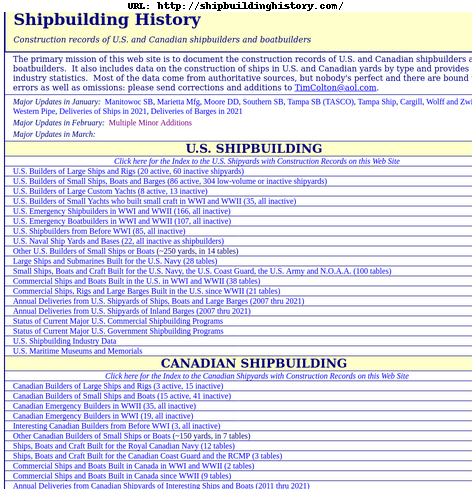 URL: http://shipbuildinghistory.com/
Shipbuilding History
Construction records of U.S. and Canadian shipbuilders and boatbuilders
The primary mission of this web site is to document the construction records of U.S. and Canadian shipbuilders a
boatbuilders. It also includes data on the construction of ships in U.S. and Canadian yards by type and provides
industry statistics. Most of the data come from authoritative sources, but nobody's perfect and there are bound
errors as well as omissions: please send corrections and additions to TimColton@aol.com.
Major Updates in January: Manitowoc SB, Marietta Mfg, Moore DD, Southern SB, Tampa SB (TASCO), Tampa Ship, Cargill, Wolff and Zwi
Western Pipe, Deliveries of Ships in 2021, Deliveries of Barges in 2021
Major Updates in February: Multiple Minor Additions
Major Updates in March:
U.S. SHIPBUILDING
Click here for the Index to the U.S. Shipyards with Construction Records on this Web Site
U.S. Builders of Large Ships and Rigs (20 active, 60 inactive shipyards)
U.S. Builders of Small Ships, Boats and Barges (86 active, 304 low-volume or inactive shipyards)
U.S. Builders of Large Custom Yachts (8 active, 13 inactive)
U.S. Builders of Small Yachts who built small craft in WWI and WWII (35, all inactive)
U.S. Emergency Shipbuilders in WWI and WWII (166, all inactive)
U.S. Emergency Boatbuilders in WWI and WWII (107, all inactive)
U.S. Shipbuilders from Before WWI (85, all inactive)
U.S. Naval Ship Yards and Bases (22, all inactive as shipbuilders)
Other U.S. Builders of Small Ships or Boats (~250 yards, in 14 tables)
Large Ships and Submarines Built for the U.S. Navy (28 tables)
Small Ships, Boats and Craft Built for the U.S. Navy, the U.S. Coast Guard, the U.S. Army and N.O.A.A. (100 tables)
Commercial Ships and Boats Built in the U.S. in WWI and WWII (38 tables)
Commercial Ships, Rigs and Large Barges Built in the U.S. since WWII (21 tables)
Annual Deliveries from U.S. Shipyards of Ships, Boats and Large Barges (2007 thru 2021)
Annual Deliveries from U.S. Shipyards of Inland Barges (2007 thru 2021)
Status of Current Major U.S. Commercial Shipbuilding Programs
Status of Current Major U.S. Government Shipbuilding Programs
U.S. Shipbuilding Industry Data
U.S. Maritime Museums and Memorials
CANADIAN SHIPBUILDING
Click here for the Index to the Canadian Shipyards with Construction Records on this Web Site
Canadian Builders of Large Ships and Rigs (3 active, 15 inactive)
Canadian Builders of Small Ships and Boats (15 active, 41 inactive)
Canadian Emergency Builders in WWII (35, all inactive)
Canadian Emergency Builders in WWI (19, all inactive)
Interesting Canadian Builders from Before WWI (3, all inactive)
Other Canadian Builders of Small Ships or Boats (~150 yards, in 7 tables)
Ships, Boats and Craft Built for the Royal Canadian Navy (12 tables)
Ships, Boats and Craft Built for the Canadian Coast Guard and the RCMP (3 tables)
Commercial Ships and Boats Built in Canada in WWI and WWII (2 tables)
Commercial Ships and Boats Built in Canada since WWII (9 tables)
Annual Deliveries from Canadian Shipyards of Interesting Ships and Boats (2011 thru 2021)